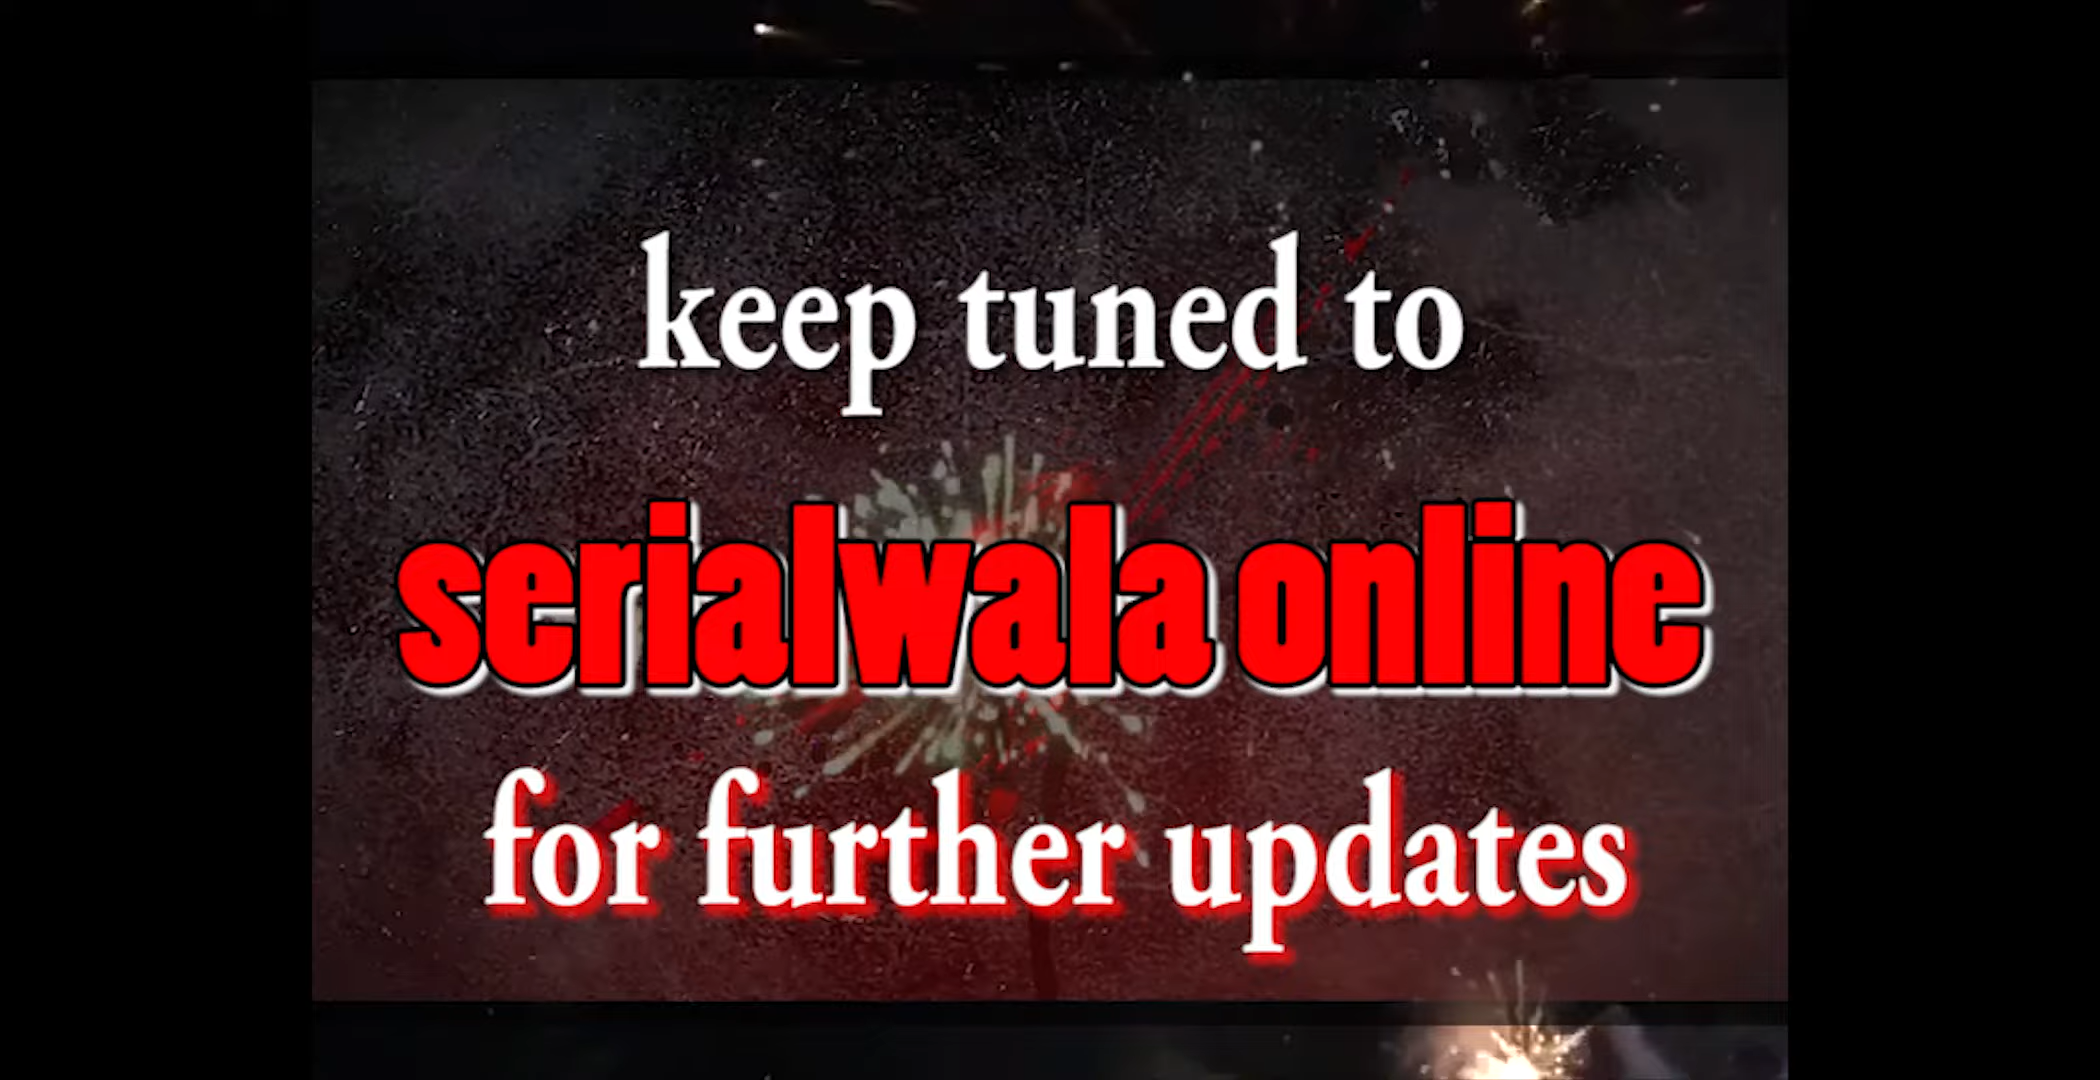 keep tuned to
serialwala online
for further updates